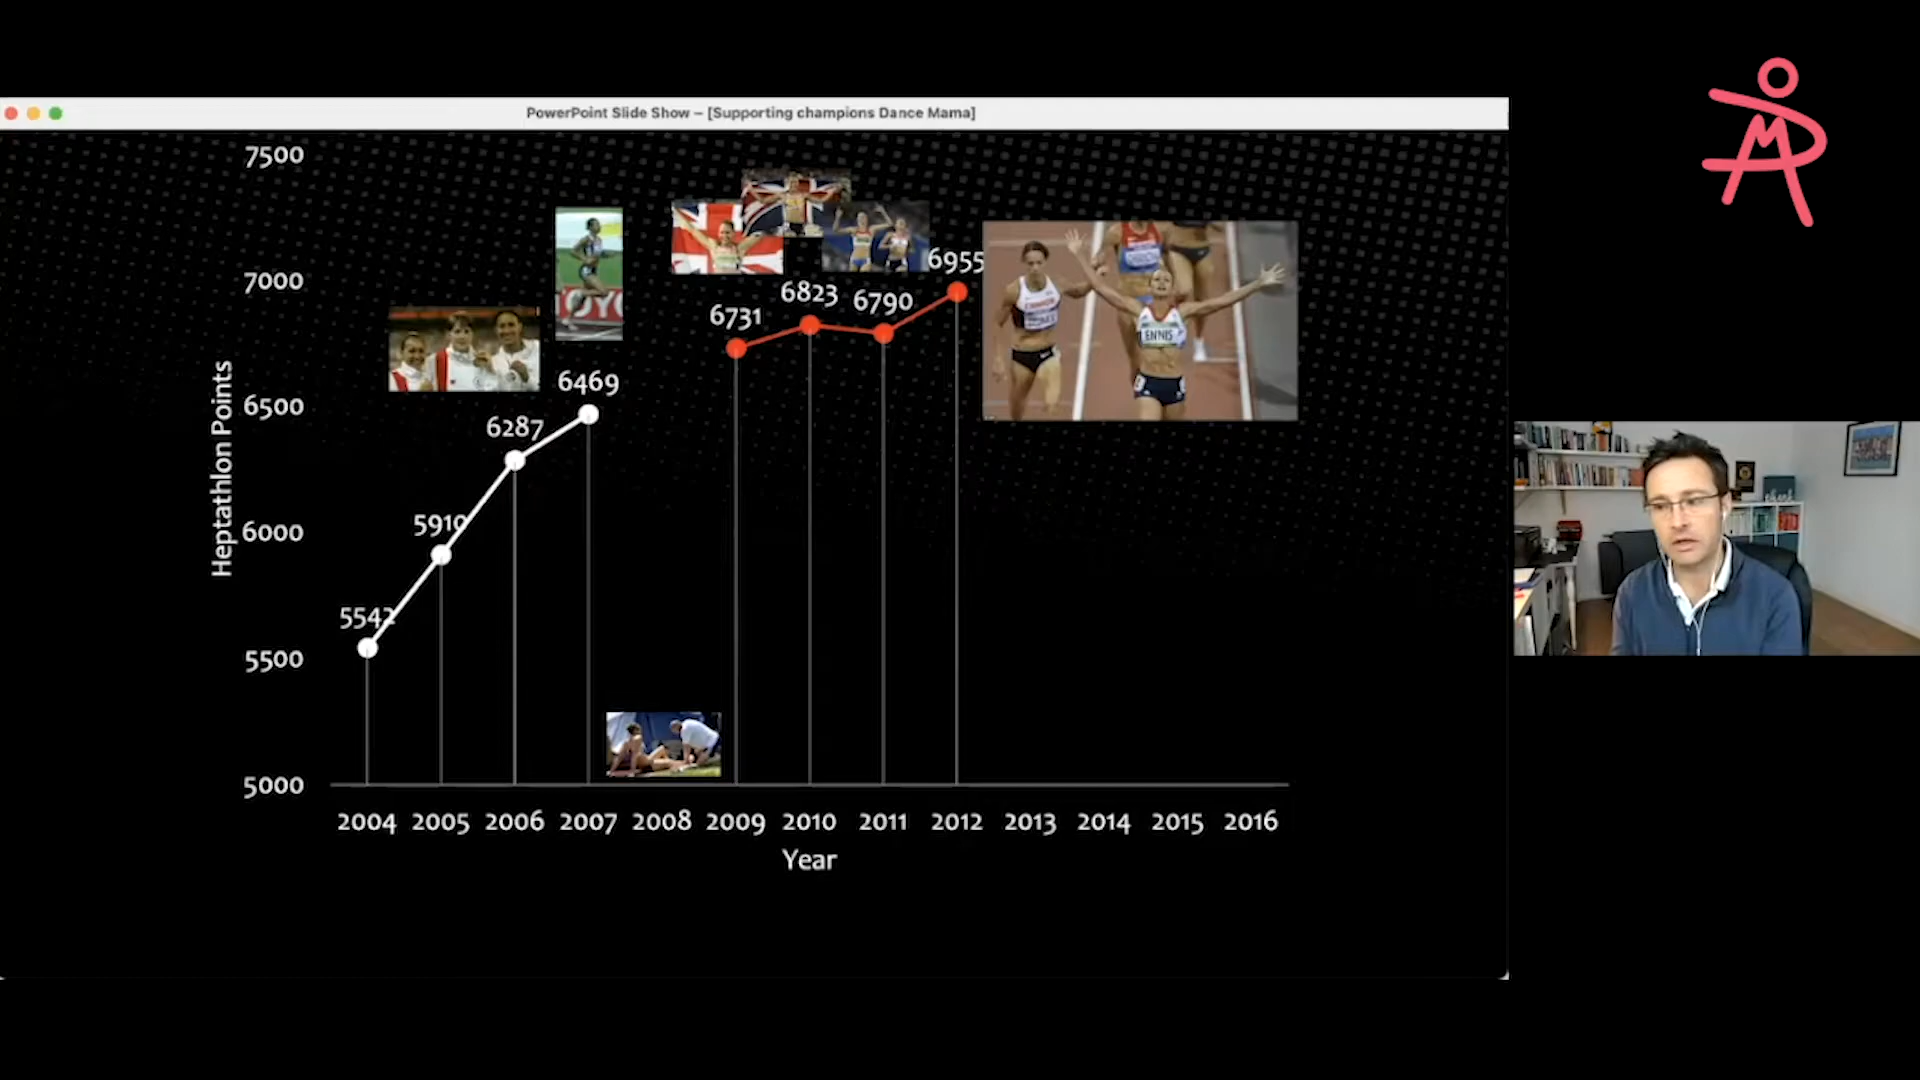 PowerPoint Slide Show – [Supporting champions Dance Mama]
7500
7000
6500
6000
5500
5000
Heptathlon Points
5542
5910
6287
6469
6731
6823
6790
6955
TOYO
ENNIS
2004 2005 2006 2007 2008 2009 2010 2011 2012 2013 2014 2015 2016
Year